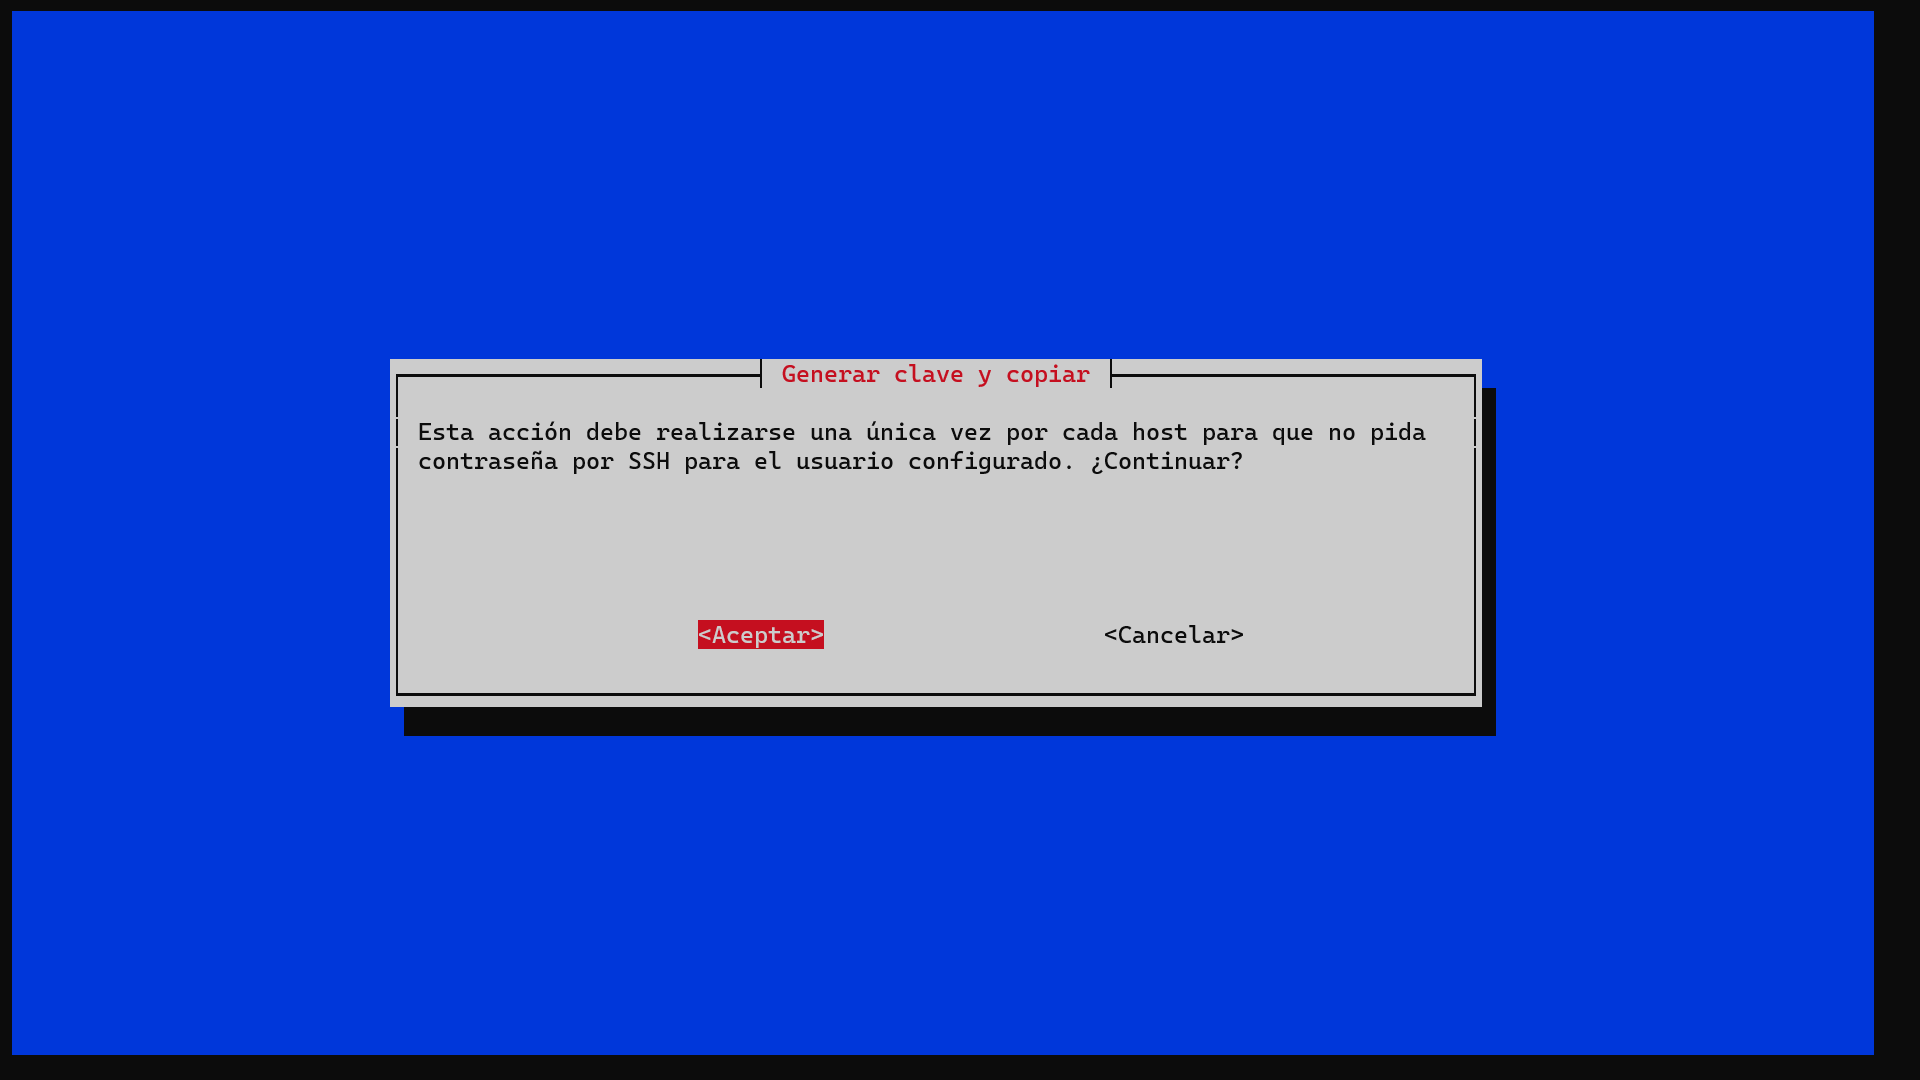 Generar clave y copiar
Esta acción debe realizarse una única vez por cada host para que no pida
contraseña por SSH para el usuario configurado. ¿Continuar?
<Aceptar> <Cancelar>